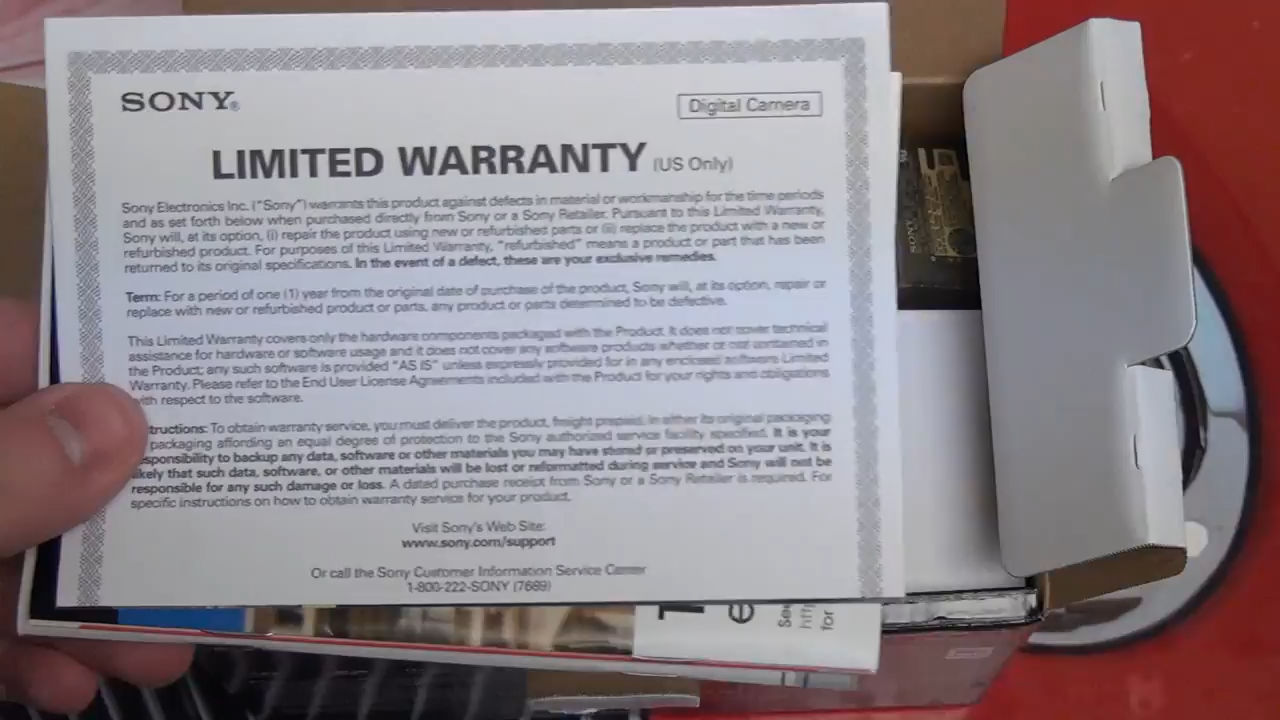 SONY®
Digital Camera
LIMITED WARRANTY (US Only)
Sony Electronics Inc. ("Sony") warrants this product against defects in material or workmanship for the time periods
and as set forth below when purchased directly from Sony or a Sony Retailer. Pursuant to this Limited Warranty,
Sony will, at its option, (i) repair the product using new or refurbished parts or (ii) replace the product with a new or
refurbished product. For purposes of this Limited Warranty, "refurbished" means a product or part that has been
returned to its original specifications. In the event of a defect, these are your exclusive remedies.
Term: For a period of one (1) year from the original date of purchase of the product, Sony will, at its option, repair or
replace with new or refurbished product or parts, any product or parts determined to be defective.
This Limited Warranty covers only the hardware components packaged with the Product. It does not cover technical
assistance for hardware or software usage and it does not cover any software products whether or not contained in
the Product; any such software is provided "AS IS" unless expressly provided for in any enclosed software Limited
Warranty. Please refer to the End User License Agreements included with the Product for your rights and obligations
with respect to the software.
tructions: To obtain warranty service, you must deliver the product, freight prepaid, in either its original packaging
packaging affording an equal degree of protection to the Sony authorized service facility specified. It is your
sponsibility to backup any data, software or other materials you may have stored or preserved on your unit. It is
ikely that such data, software, or other materials will be lost or reformatted during service and Sony will not be
responsible for any such damage or loss. A dated purchase receipt from Sony or a Sony Retailer is required. For
specific instructions on how to obtain warranty service for your product.
Visit Sony's Web Site:
www.sony.com/support
Or call the Sony Customer Information Service Center
1-800-222-SONY (7669)
See
http
for